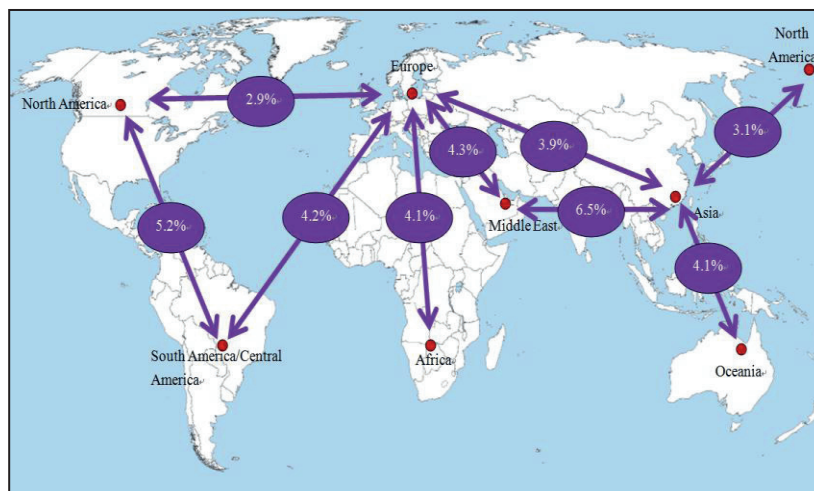 North
America
Europe
North America
2.9%
3.1%
3.9%
4.3%
Asia
5.2%
4.2%
4.1%
6.5%
Middle East
4.1%
South America/Central
America
Africa
Oceania